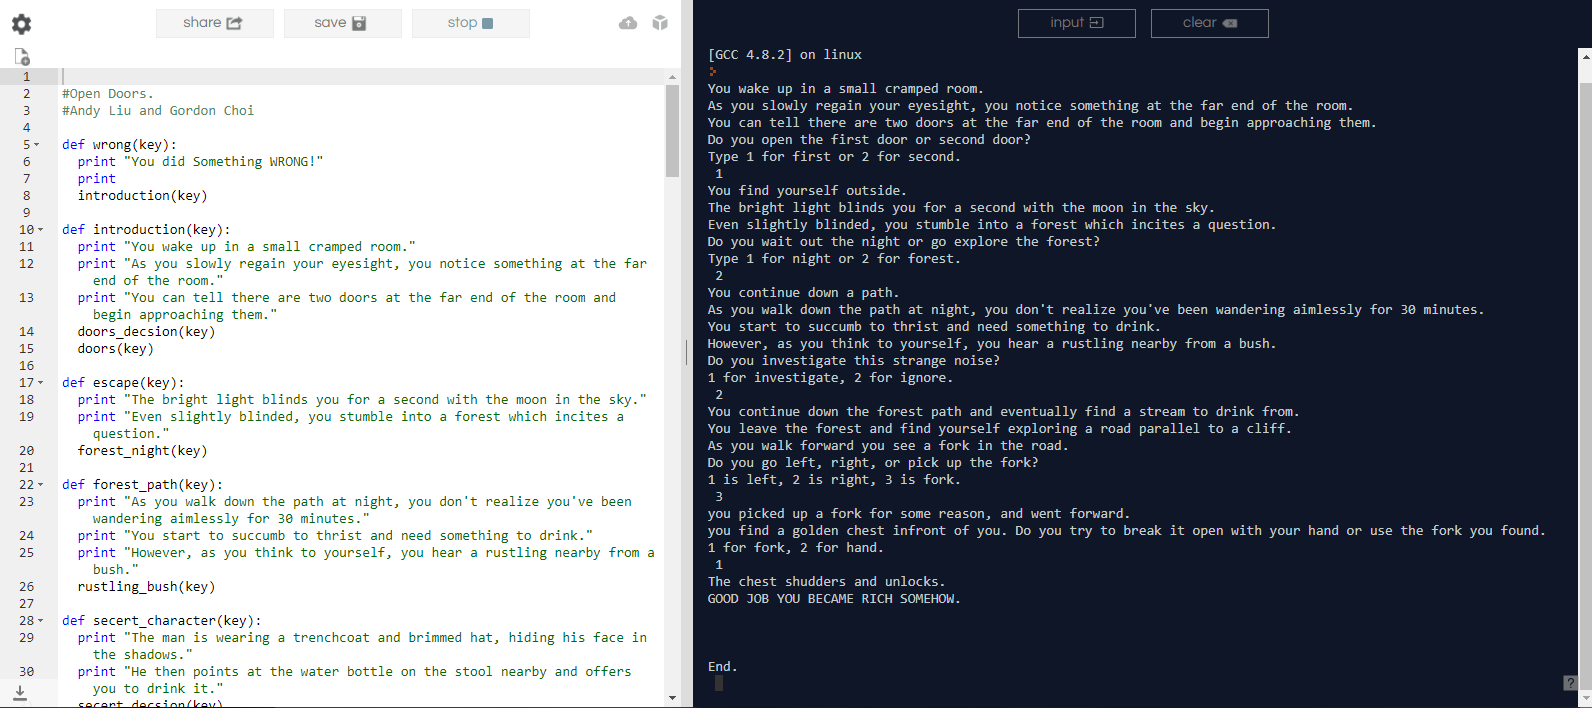 share
save
stop
input
clear
1
2 #Open Doors.
3 #Andy Liu and Gordon Choi
4
5 def wrong(key):
6 print "You did Something WRONG!"
7 print
8 introduction(key)
9
10 def introduction(key):
11 print "You wake up in a small cramped room."
12 print "As you slowly regain your eyesight, you notice something at the far
end of the room."
13 print "You can tell there are two doors at the far end of the room and
begin approaching them."
14 doors_decsion(key)
15 doors(key)
16
17 def escape(key):
18 print "The bright light blinds you for a second with the moon in the sky."
19 print "Even slightly blinded, you stumble into a forest which incites a
question."
20 forest_night(key)
21
22 def forest_path(key):
23 print "As you walk down the path at night, you don't realize you've been
wandering aimlessly for 30 minutes."
24 print "You start to succumb to thrist and need something to drink."
25 print "However, as you think to yourself, you hear a rustling nearby from a
bush."
26 rustling_bush(key)
27
28 def secert_character(key):
29 print "The man is wearing a trenchcoat and brimmed hat, hiding his face in
the shadows."
30 print "He then points at the water bottle on the stool nearby and offers
you to drink it."
secert_decsion(key)
[GCC 4.8.2] on linux
You wake up in a small cramped room.
As you slowly regain your eyesight, you notice something at the far end of the room.
You can tell there are two doors at the far end of the room and begin approaching them.
Do you open the first door or second door?
Type 1 for first or 2 for second.
1
You find yourself outside.
The bright light blinds you for a second with the moon in the sky.
Even slightly blinded, you stumble into a forest which incites a question.
Do you wait out the night or go explore the forest?
Type 1 for night or 2 for forest.
2
You continue down a path.
As you walk down the path at night, you don't realize you've been wandering aimlessly for 30 minutes.
You start to succumb to thrist and need something to drink.
However, as you think to yourself, you hear a rustling nearby from a bush.
Do you investigate this strange noise?
1 for investigate, 2 for ignore.
2
You continue down the forest path and eventually find a stream to drink from.
You leave the forest and find yourself exploring a road parallel to a cliff.
As you walk forward you see a fork in the road.
Do you go left, right, or pick up the fork?
1 is left, 2 is right, 3 is fork.
3
you picked up a fork for some reason, and went forward.
you find a golden chest infront of you. Do you try to break it open with your hand or use the fork you found.
1 for fork, 2 for hand.
1
The chest shudders and unlocks.
GOOD JOB YOU BECAME RICH SOMEHOW.
End.
?